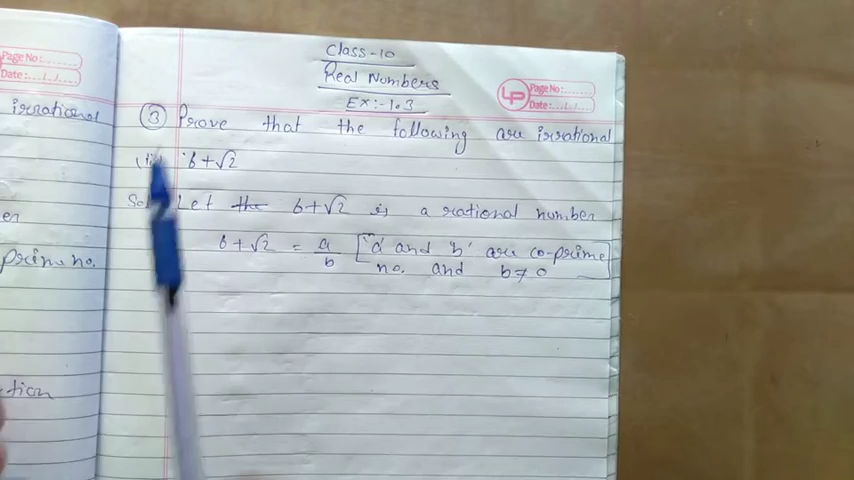 Page No:
Date:
irrational
en
prime no.
tion
Class-10
Real Numbers
EX:-1.3
LP
Page No:
Date:
③ Prove that the following are irrational
6+√2
Let the 6+√2 is a rational number
6+√2 = a/b ['a' and 'b' are co-prime
no. and b≠0